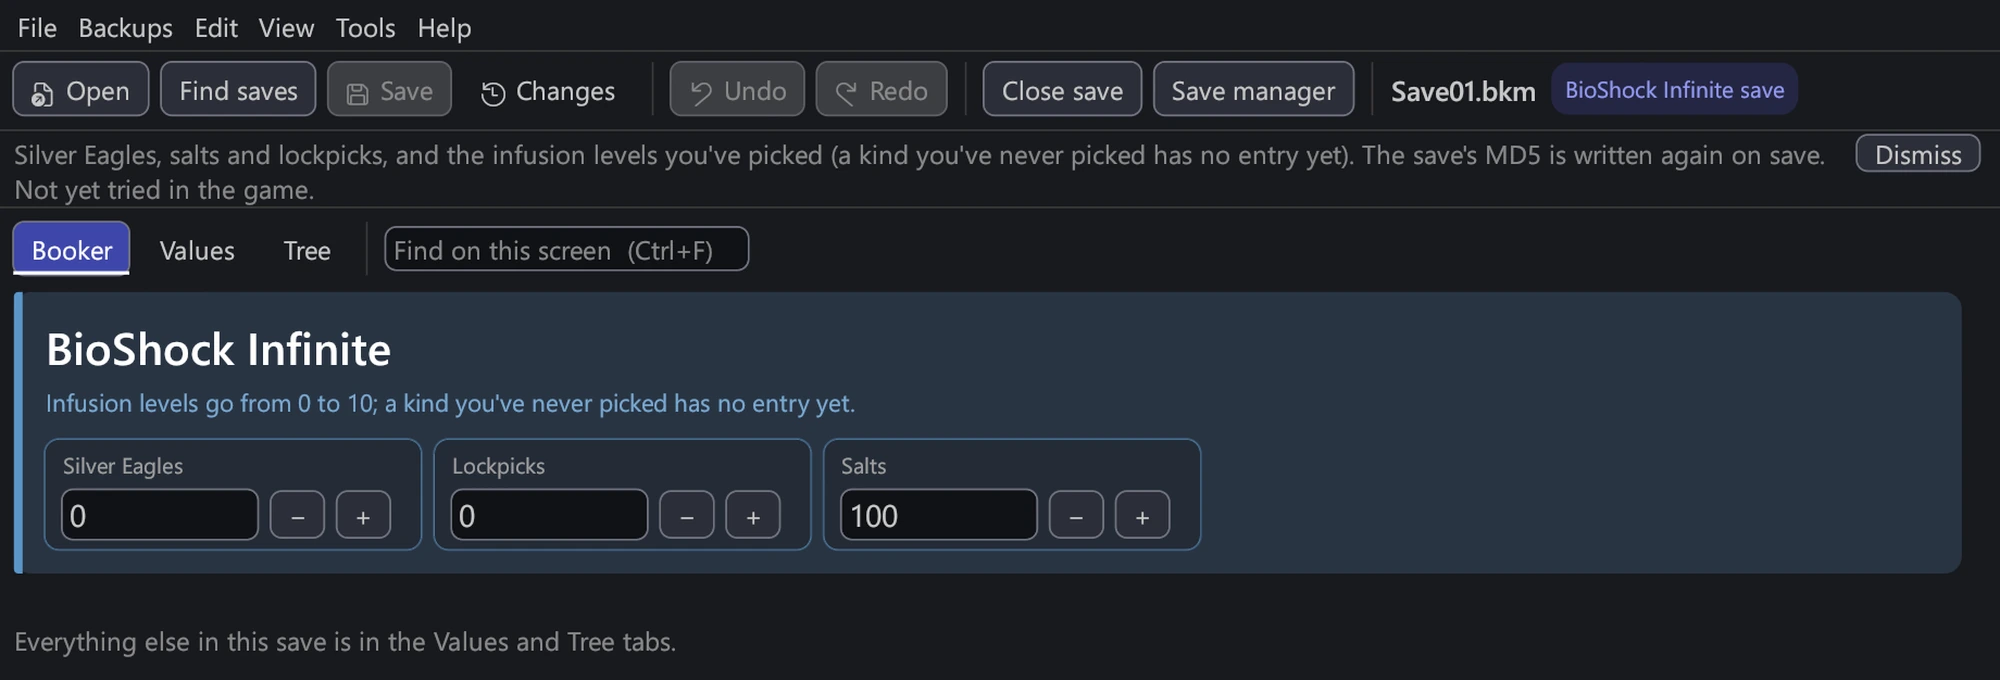 File Backups Edit View Tools Help
Open Find saves Save Changes Undo Redo Close save Save manager Save01.bkm BioShock Infinite save
Silver Eagles, salts and lockpicks, and the infusion levels you've picked (a kind you've never picked has no entry yet). The save's MD5 is written again on save. Dismiss
Not yet tried in the game.
Booker Values Tree Find on this screen (Ctrl+F)
BioShock Infinite
Infusion levels go from 0 to 10; a kind you've never picked has no entry yet.
Silver Eagles Lockpicks Salts
0 – + 0 – + 100 – +
Everything else in this save is in the Values and Tree tabs.